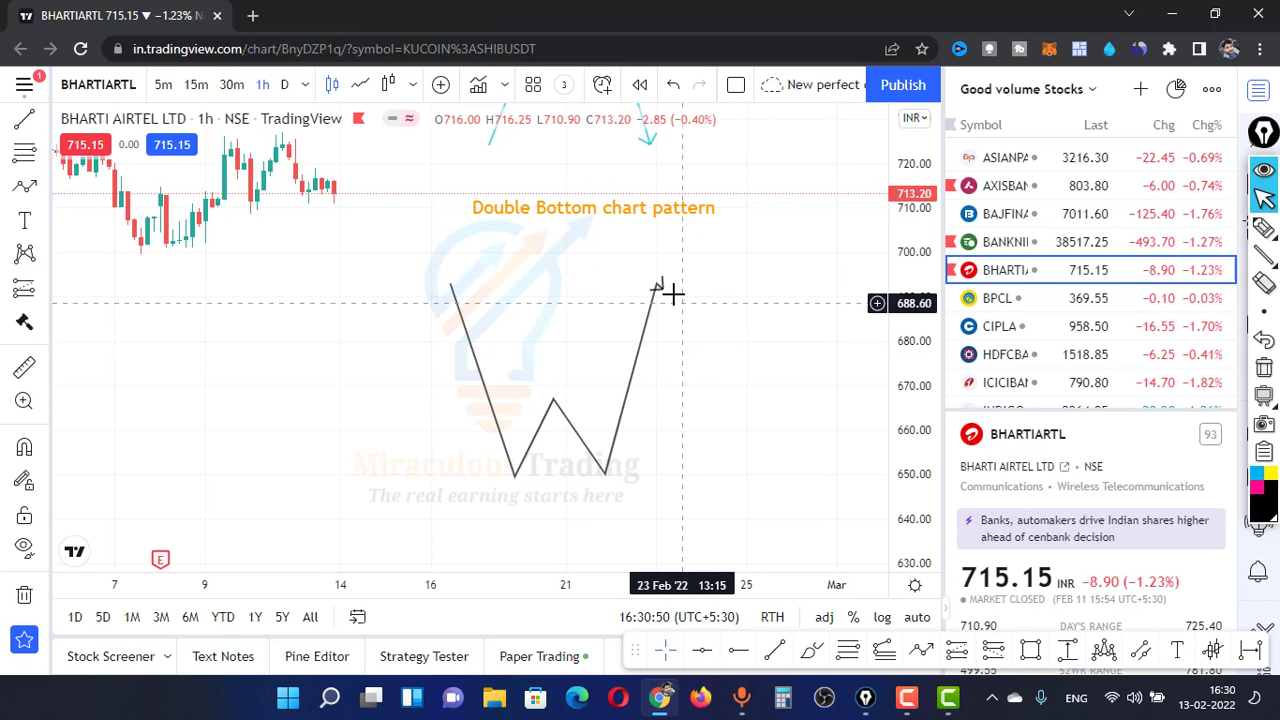 BHARTIARTL 715.15 ▼ −1.23% N
in.tradingview.com/chart/BnyDZP1q/?symbol=KUCOIN%3ASHIBUSDT
1
BHARTIARTL 5m 15m 30m 1h D 3 New perfect c Publish
Good volume Stocks
BHARTI AIRTEL LTD · 1h · NSE · TradingView O716.00 H716.25 L710.90 C713.20 −2.85 (−0.40%) INR
715.15 0.00 715.15
Symbol Last Chg Chg%
ASIANPA 3216.30 −22.45 −0.69%
AXISBAN 803.80 −6.00 −0.74%
BAJFINA 7011.60 −125.40 −1.76%
BANKNII 38517.25 −493.70 −1.27%
BHARTIA 715.15 −8.90 −1.23%
BPCL 369.55 −0.10 −0.03%
CIPLA 958.50 −16.55 −1.70%
HDFCBA 1518.85 −6.25 −0.41%
ICICIBAN 790.80 −14.70 −1.82%
720.00
713.20
710.00
700.00
688.60
680.00
670.00
660.00
650.00
640.00
630.00
Double Bottom chart pattern
Miraculous Trading
The real earning starts here
E
7 9 14 16 21 23 Feb '22 13:15 25 Mar
1D 5D 1M 3M 6M YTD 1Y 5Y All 16:30:50 (UTC+5:30) RTH adj % log auto
Stock Screener Text Notes Pine Editor Strategy Tester Paper Trading
BHARTIARTL 93
BHARTI AIRTEL LTD · NSE
Communications · Wireless Telecommunications
Banks, automakers drive Indian shares higher
ahead of cenbank decision
715.15 INR −8.90 (−1.23%)
MARKET CLOSED (FEB 11 15:54 UTC+5:30)
710.90 DAY'S RANGE 725.40
ENG 16:30
13-02-2022